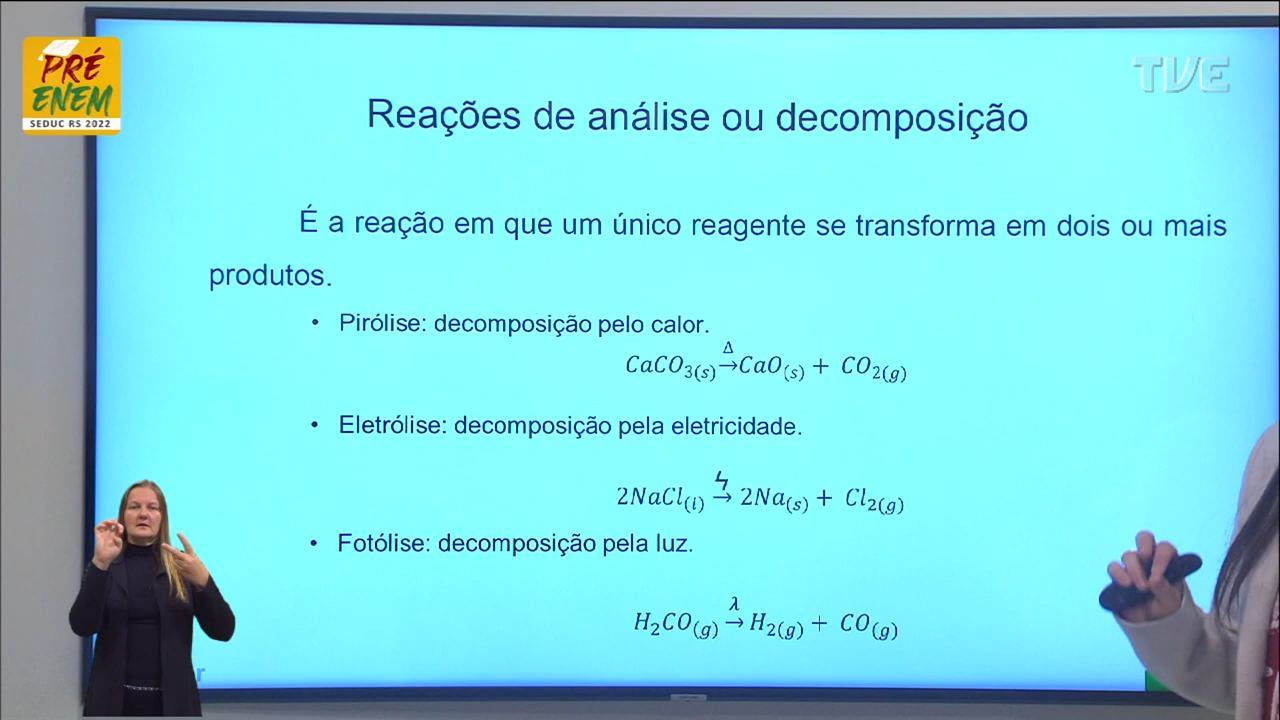 PRÉ
ENEM
SEDUC RS 2022
TVE
Reações de análise ou decomposição
É a reação em que um único reagente se transforma em dois ou mais
produtos.
• Pirólise: decomposição pelo calor.
Δ
CaCO₃₍s₎ → CaO₍s₎ + CO₂₍g₎
• Eletrólise: decomposição pela eletricidade.
ϟ
2NaCl₍l₎ → 2Na₍s₎ + Cl₂₍g₎
• Fotólise: decomposição pela luz.
λ
H₂CO₍g₎ → H₂₍g₎ + CO₍g₎
r